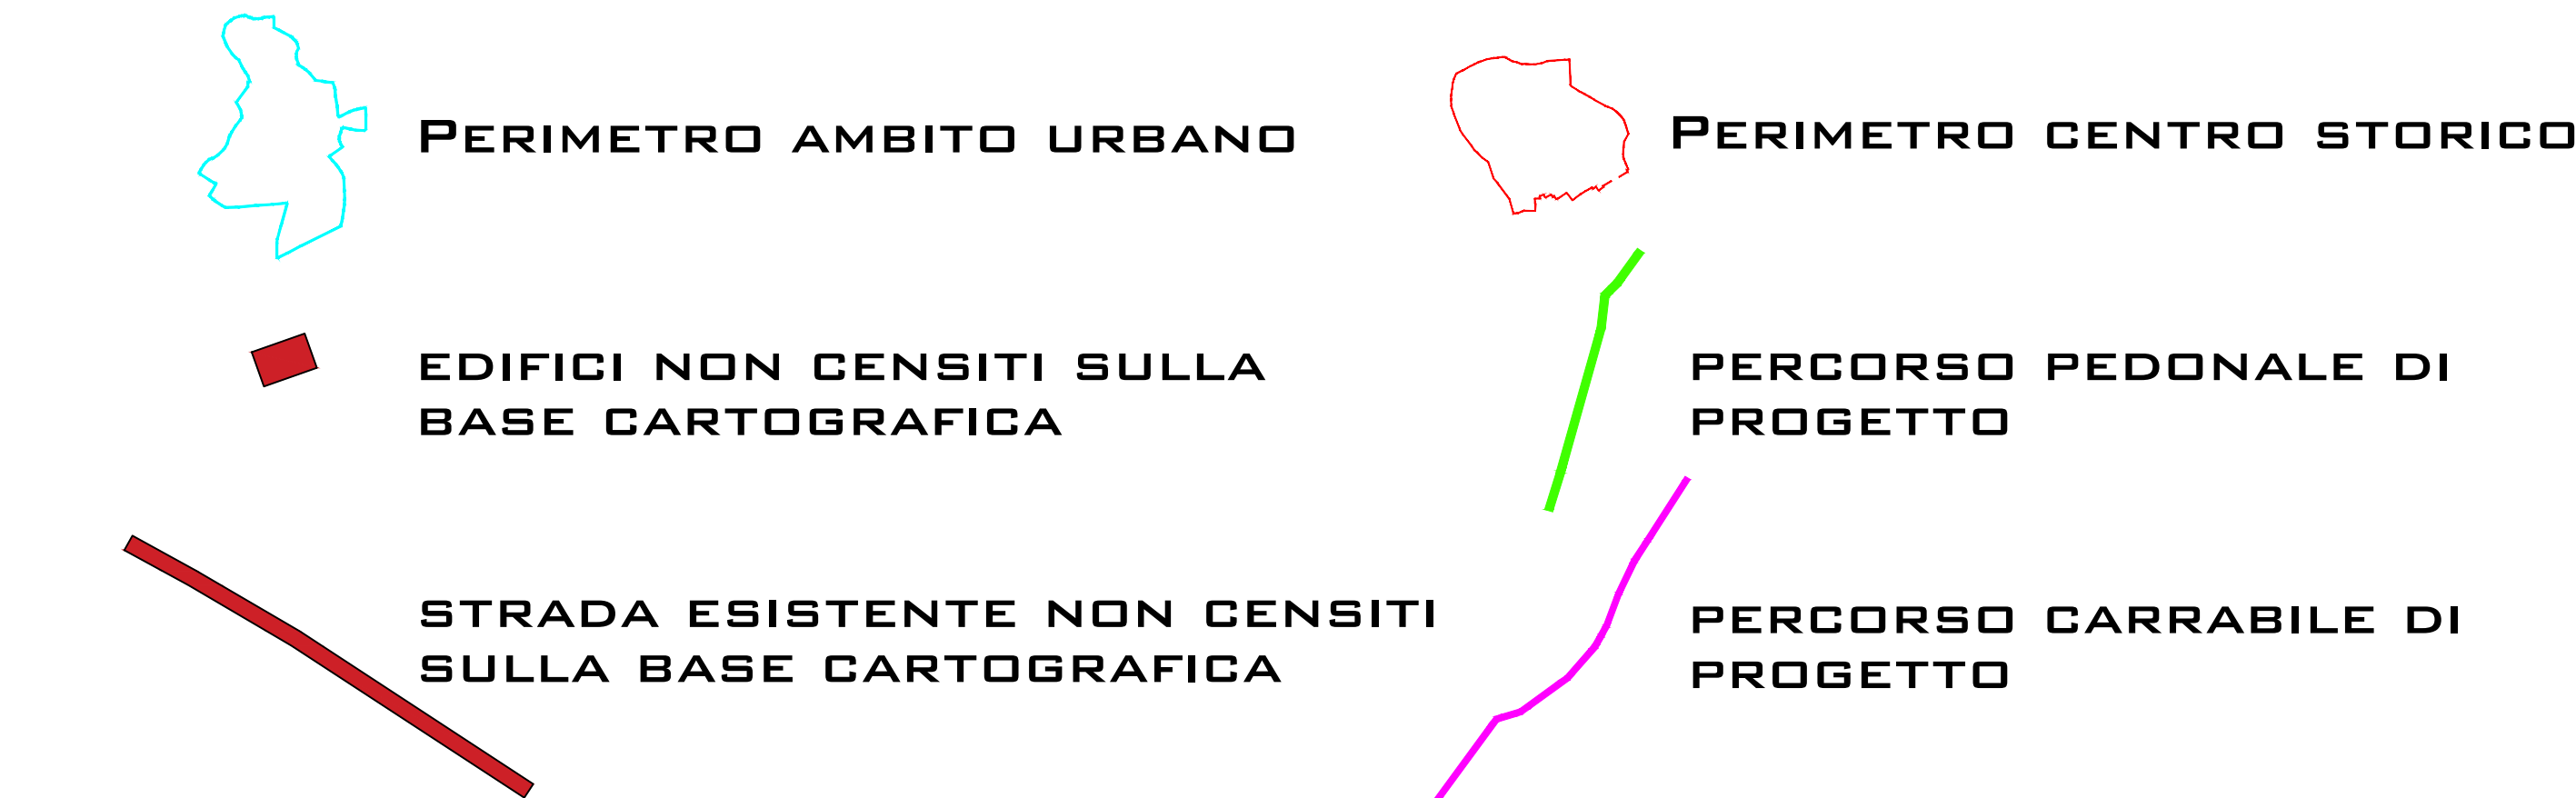 Perimetro ambito urbano
Perimetro centro storico
edifici non censiti sulla
base cartografica
percorso pedonale di
progetto
strada esistente non censiti
sulla base cartografica
percorso carrabile di
progetto